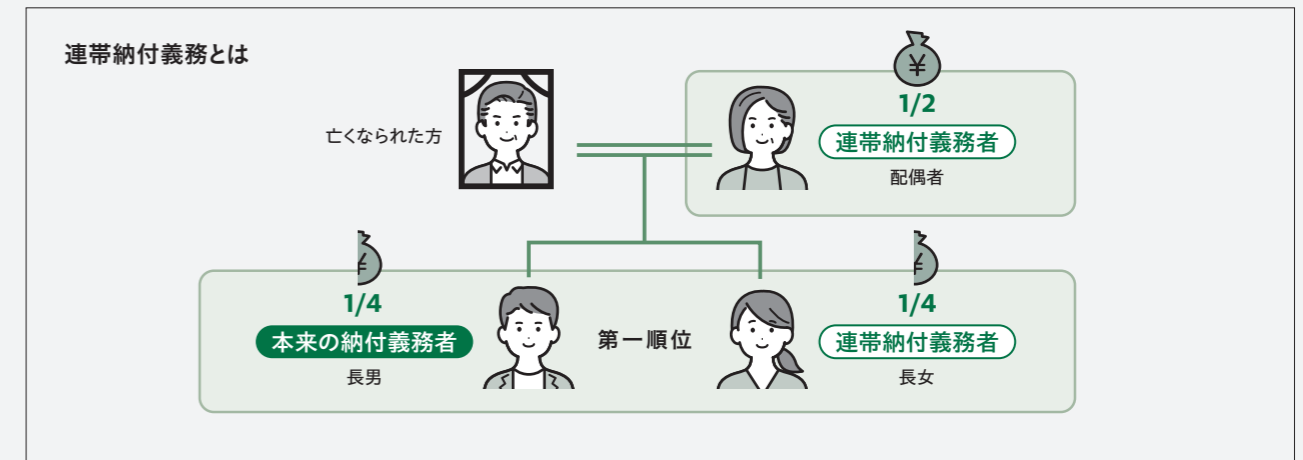 連帯納付義務とは
¥
1/2
亡くなられた方
連帯納付義務者
配偶者
¥
¥
1/4
1/4
本来の納付義務者
第一順位
連帯納付義務者
長男
長女